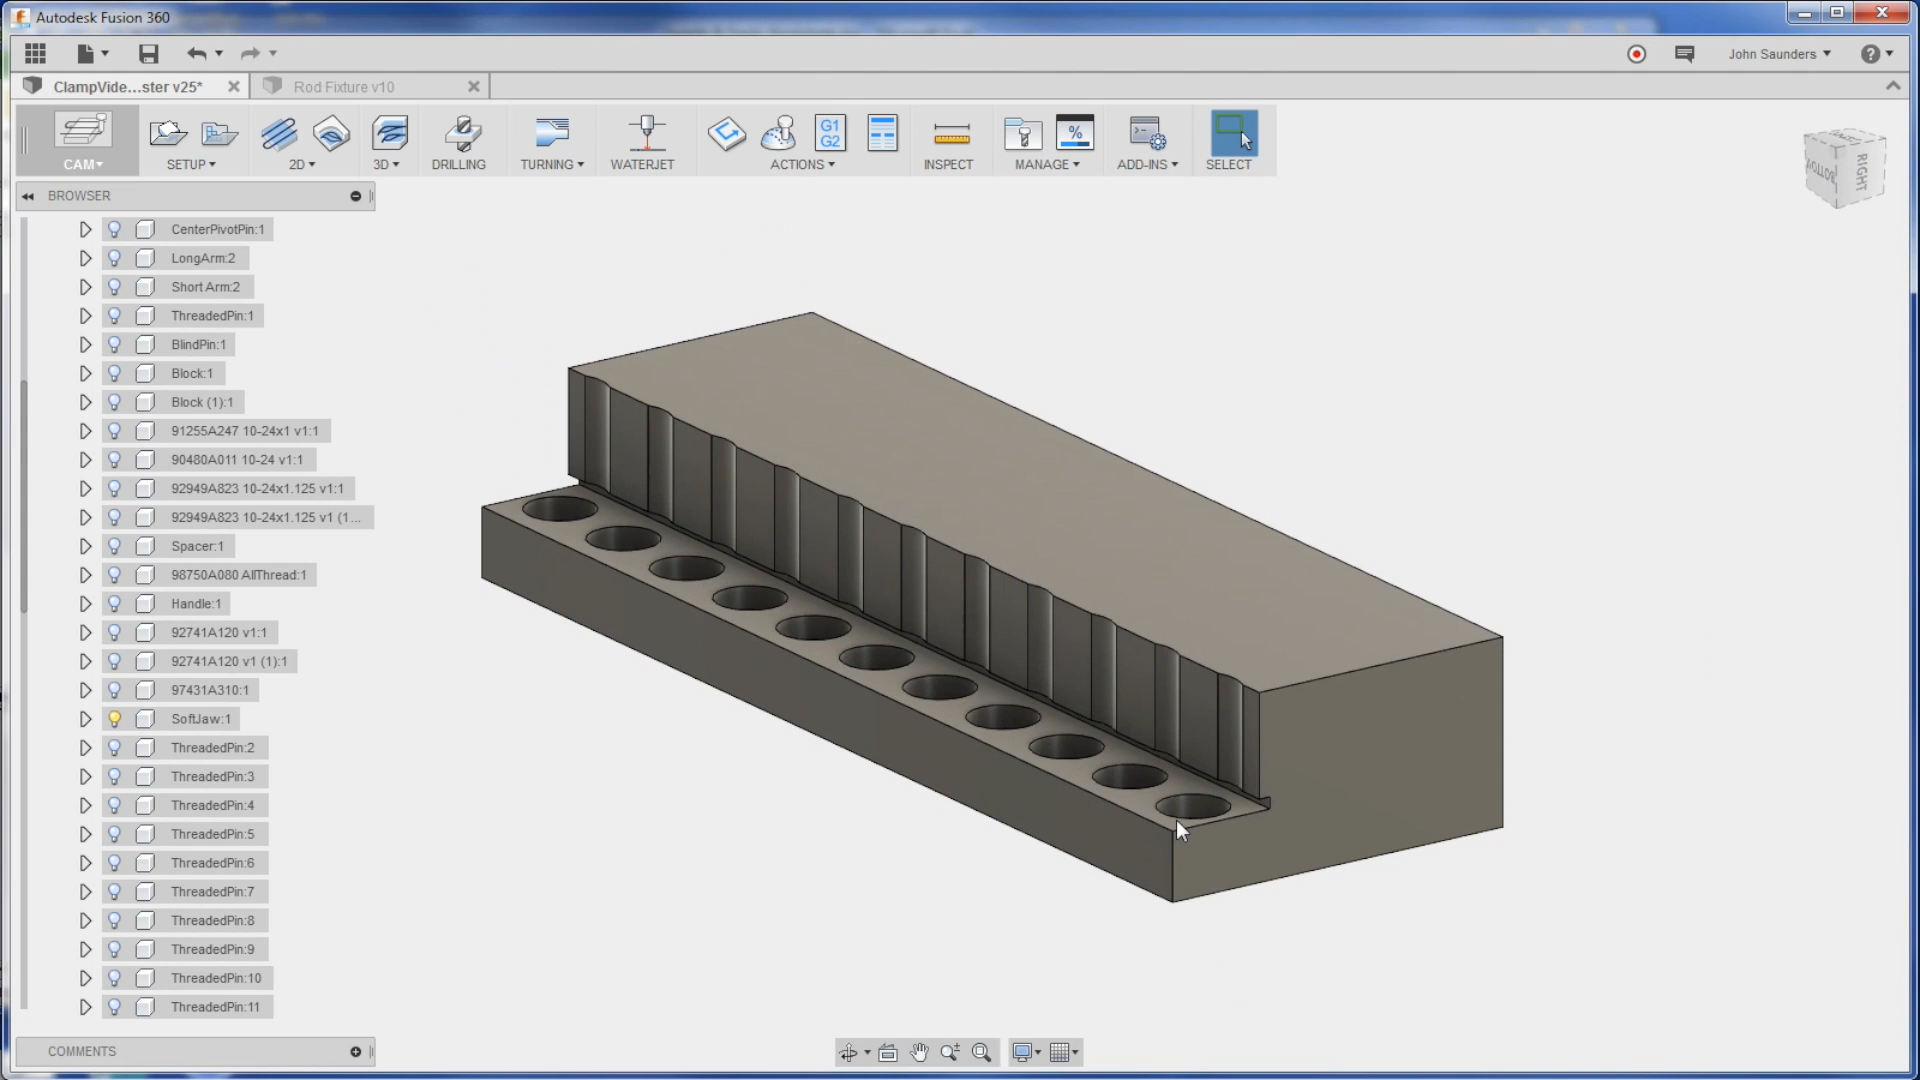 Autodesk Fusion 360
John Saunders
ClampVide...ster v25*
Rod Fixture v10
CAM
SETUP
2D
3D
DRILLING
TURNING
WATERJET
G1
G2
ACTIONS
%
INSPECT
MANAGE
ADD-INS
SELECT
RIGHT
BOTTOM
BROWSER
CenterPivotPin:1
LongArm:2
Short Arm:2
ThreadedPin:1
BlindPin:1
Block:1
Block (1):1
91255A247 10-24x1 v1:1
90480A011 10-24 v1:1
92949A823 10-24x1.125 v1:1
92949A823 10-24x1.125 v1 (1...
Spacer:1
98750A080 AllThread:1
Handle:1
92741A120 v1:1
92741A120 v1 (1):1
97431A310:1
SoftJaw:1
ThreadedPin:2
ThreadedPin:3
ThreadedPin:4
ThreadedPin:5
ThreadedPin:6
ThreadedPin:7
ThreadedPin:8
ThreadedPin:9
ThreadedPin:10
ThreadedPin:11
COMMENTS